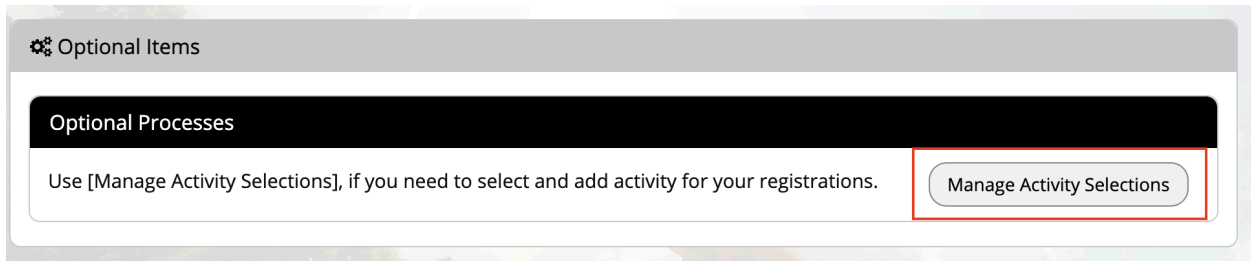 Optional Items
Optional Processes
Use [Manage Activity Selections], if you need to select and add activity for your registrations.
Manage Activity Selections